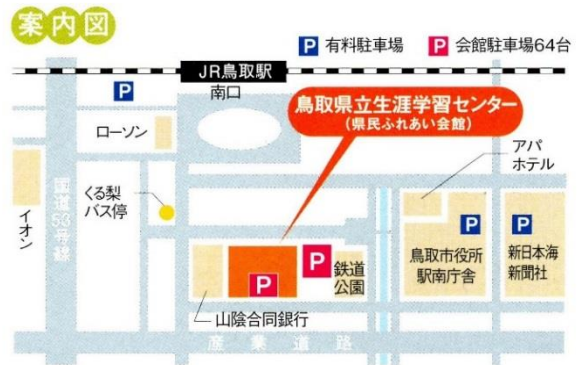 案内図
P 有料駐車場 P 会館駐車場64台
JR鳥取駅
南口
P
鳥取県立生涯学習センター
(県民ふれあい会館)
ローソン
アパ
ホテル
イオン
国道53号線
くる梨
バス停
P
P
鳥取市役所
駅南庁舎
新日本海
新聞社
P
P
鉄道
公園
山陰合同銀行
産業道路